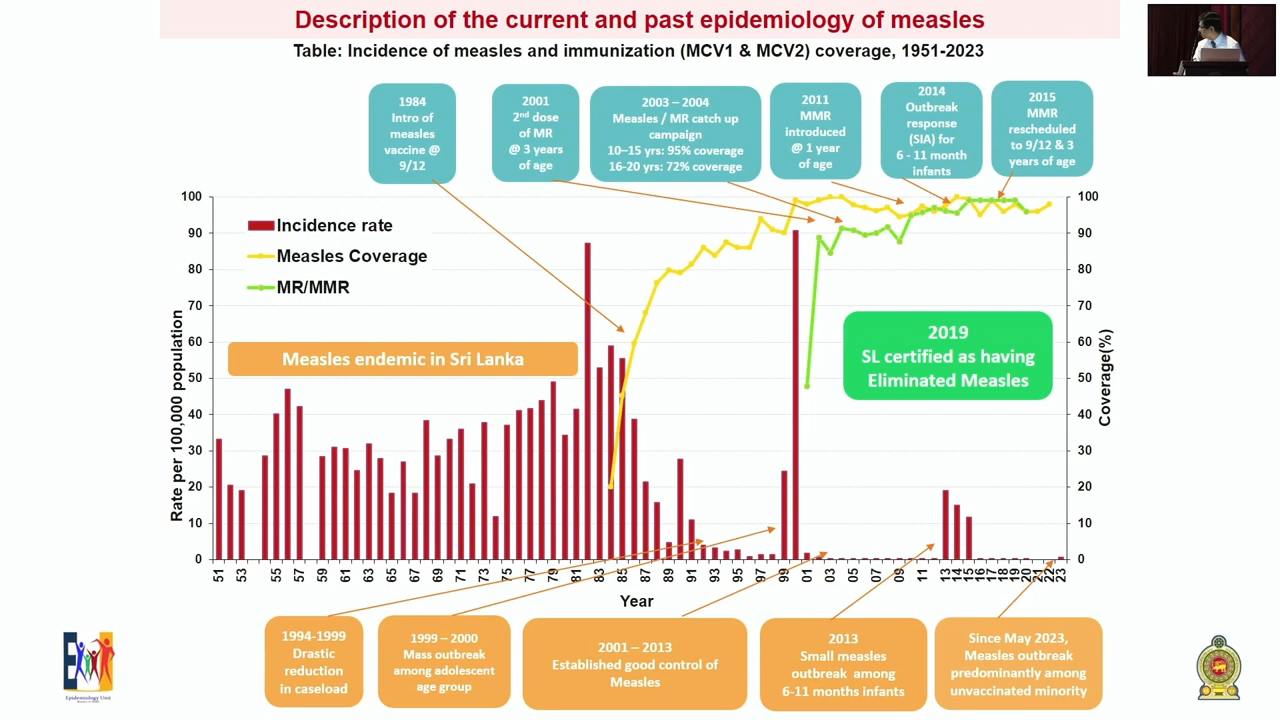 Description of the current and past epidemiology of measles
Table: Incidence of measles and immunization (MCV1 & MCV2) coverage, 1951-2023
1984
Intro of
measles
vaccine @
9/12
2001
2nd dose
of MR
@ 3 years
of age
2003 – 2004
Measles / MR catch up
campaign
10–15 yrs: 95% coverage
16-20 yrs: 72% coverage
2011
MMR
introduced
@ 1 year
of age
2014
Outbreak
response
(SIA) for
6 - 11 month
infants
2015
MMR
rescheduled
to 9/12 & 3
years of age
Incidence rate
Measles Coverage
MR/MMR
Measles endemic in Sri Lanka
2019
SL certified as having
Eliminated Measles
Rate per 100,000 population
100
90
80
70
60
50
40
30
20
10
0
Coverage(%)
100
90
80
70
60
50
40
30
20
10
0
51 53 55 57 59 61 63 65 67 69 71 73 75 77 79 81 83 85 87 89 91 93 95 97 99 01 03 05 07 09 11 13 14 15 16 17 18 19 20 21 22 23
Year
1994-1999
Drastic
reduction
in caseload
1999 – 2000
Mass outbreak
among adolescent
age group
2001 – 2013
Established good control of
Measles
2013
Small measles
outbreak among
6-11 months infants
Since May 2023,
Measles outbreak
predominantly among
unvaccinated minority
Epidemiology Unit